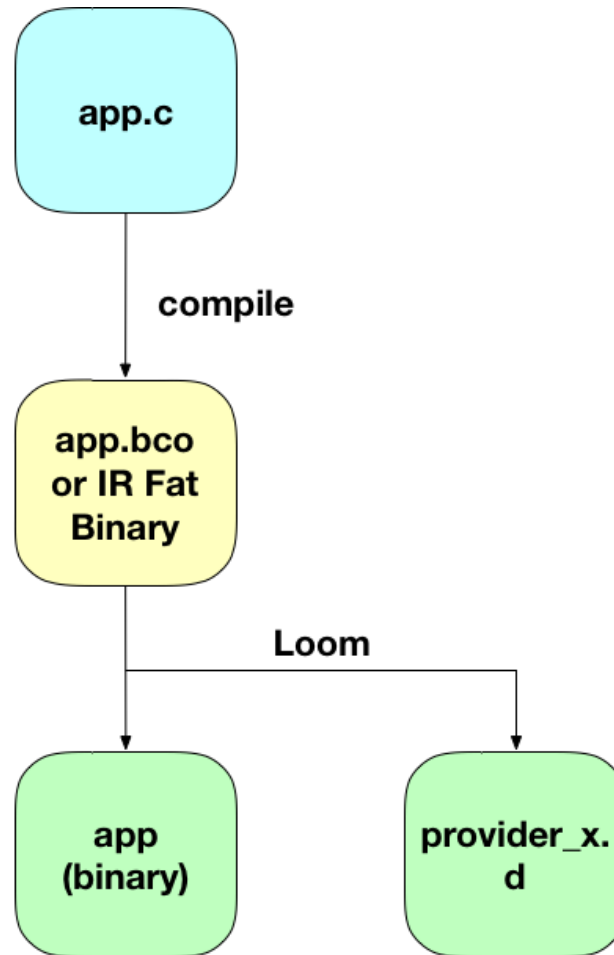 app.c
compile
app.bco
or IR Fat
Binary
Loom
app
(binary)
provider_x.
d